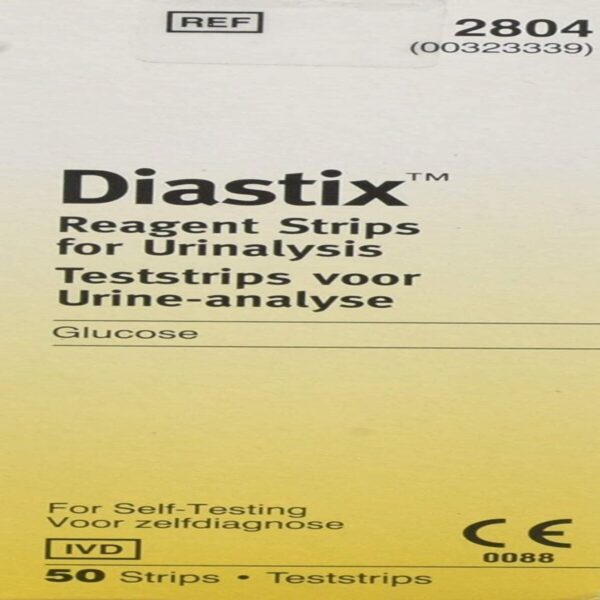 REF 2804
(00323339)
Diastix™
Reagent Strips
for Urinalysis
Teststrips voor
Urine-analyse
Glucose
For Self-Testing
Voor zelfdiagnose
IVD
CE
0088
50 Strips • Teststrips